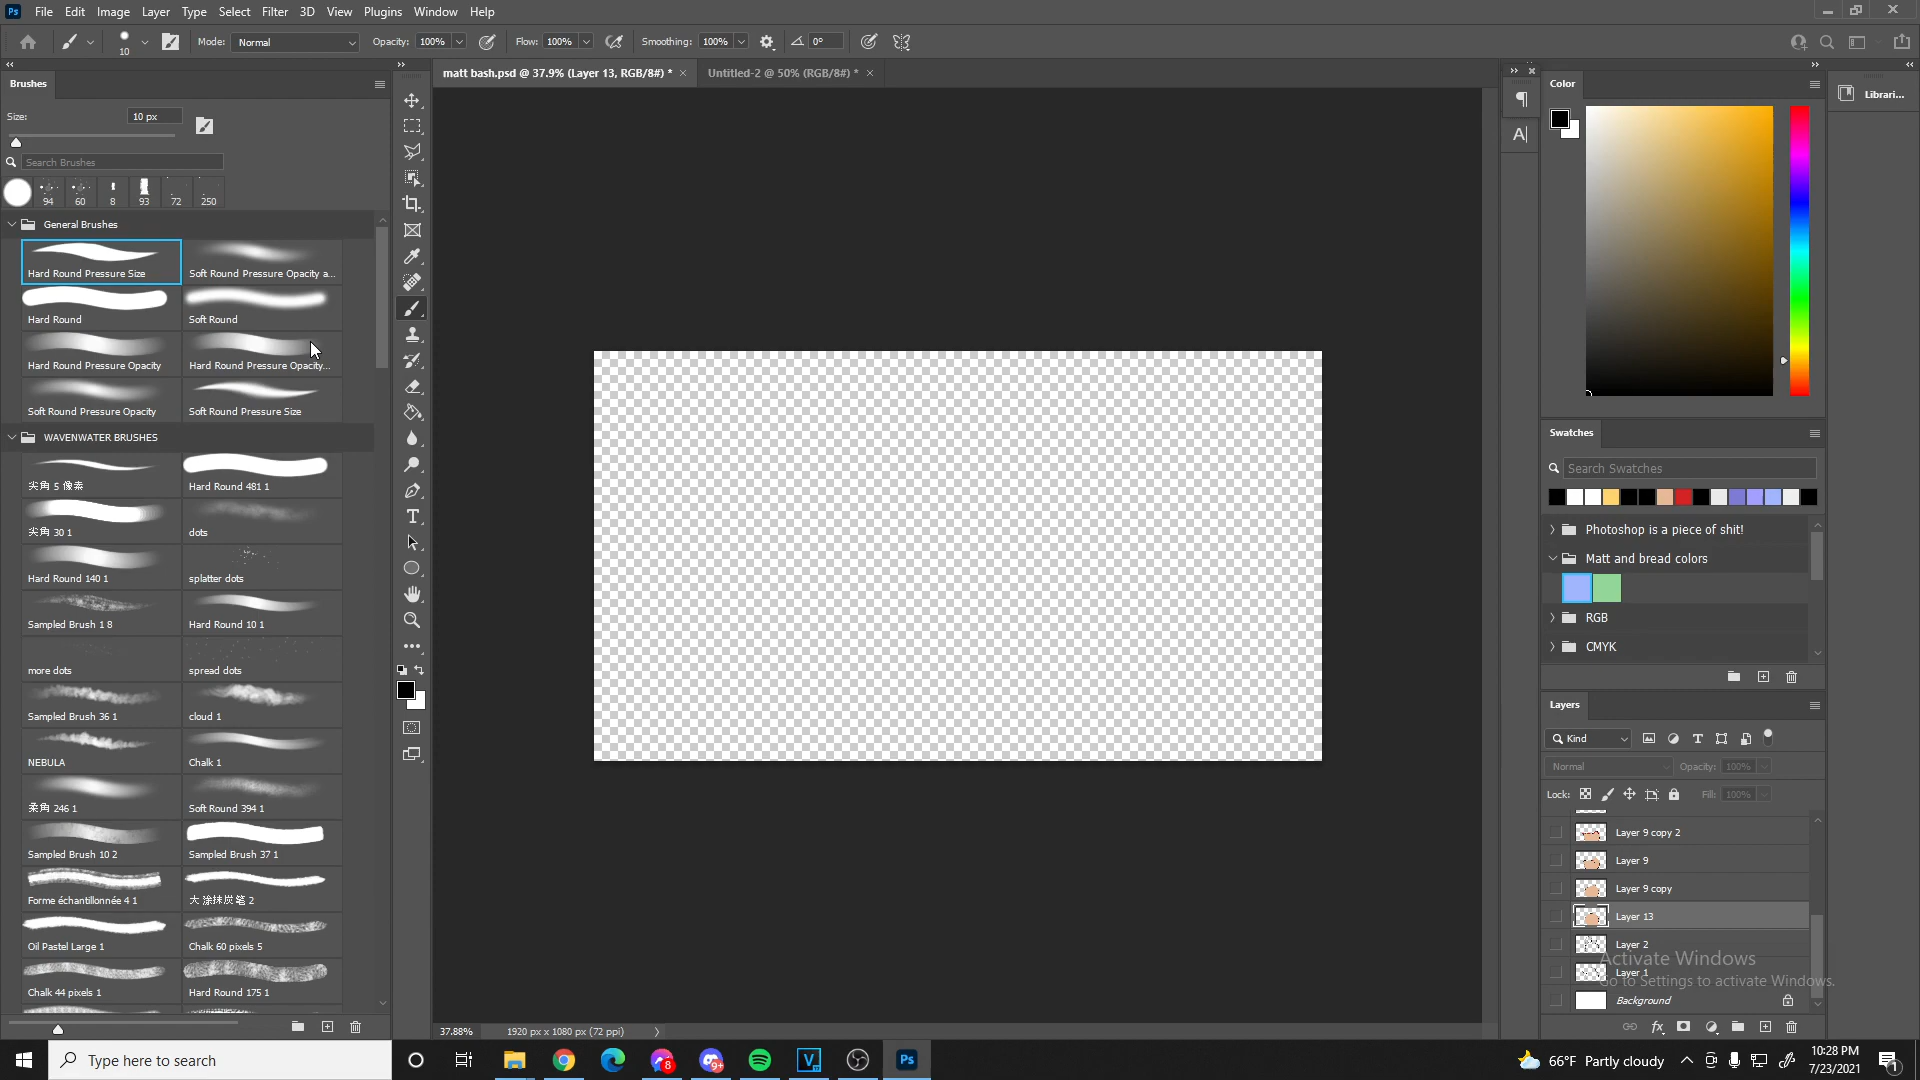 Ps File Edit Image Layer Type Select Filter 3D View Plugins Window Help
10 Mode: Normal Opacity: 100% Flow: 100% Smoothing: 100% 0°
Brushes
matt bash.psd @ 37.9% (Layer 13, RGB/8#) *
Untitled-2 @ 50% (RGB/8#) *
Size: 10 px
Search Brushes
94 60 8 93 72 250
General Brushes
Hard Round Pressure Size
Soft Round Pressure Opacity a...
Hard Round
Soft Round
Hard Round Pressure Opacity
Hard Round Pressure Opacity...
Soft Round Pressure Opacity
Soft Round Pressure Size
WAVENWATER BRUSHES
尖角 5 像素
Hard Round 481 1
尖角 30 1
dots
Hard Round 140 1
splatter dots
Sampled Brush 1 8
Hard Round 10 1
more dots
spread dots
Sampled Brush 36 1
cloud 1
NEBULA
Chalk 1
柔角 246 1
Soft Round 394 1
Sampled Brush 10 2
Sampled Brush 37 1
Forme échantillonnée 4 1
大 涂抹炭笔 2
Oil Pastel Large 1
Chalk 60 pixels 5
Chalk 44 pixels 1
Hard Round 175 1
37.88% 1920 px x 1080 px (72 ppi)
Color
Librari...
Swatches
Search Swatches
Photoshop is a piece of shit!
Matt and bread colors
RGB
CMYK
Layers
Kind
Normal Opacity: 100%
Lock: Fill: 100%
Layer 9 copy 2
Layer 9
Layer 9 copy
Layer 13
Layer 2
Layer 1
Background
Activate Windows
Go to Settings to activate Windows.
Type here to search
8 9+ V Ps
66°F Partly cloudy
10:28 PM
7/23/2021
1